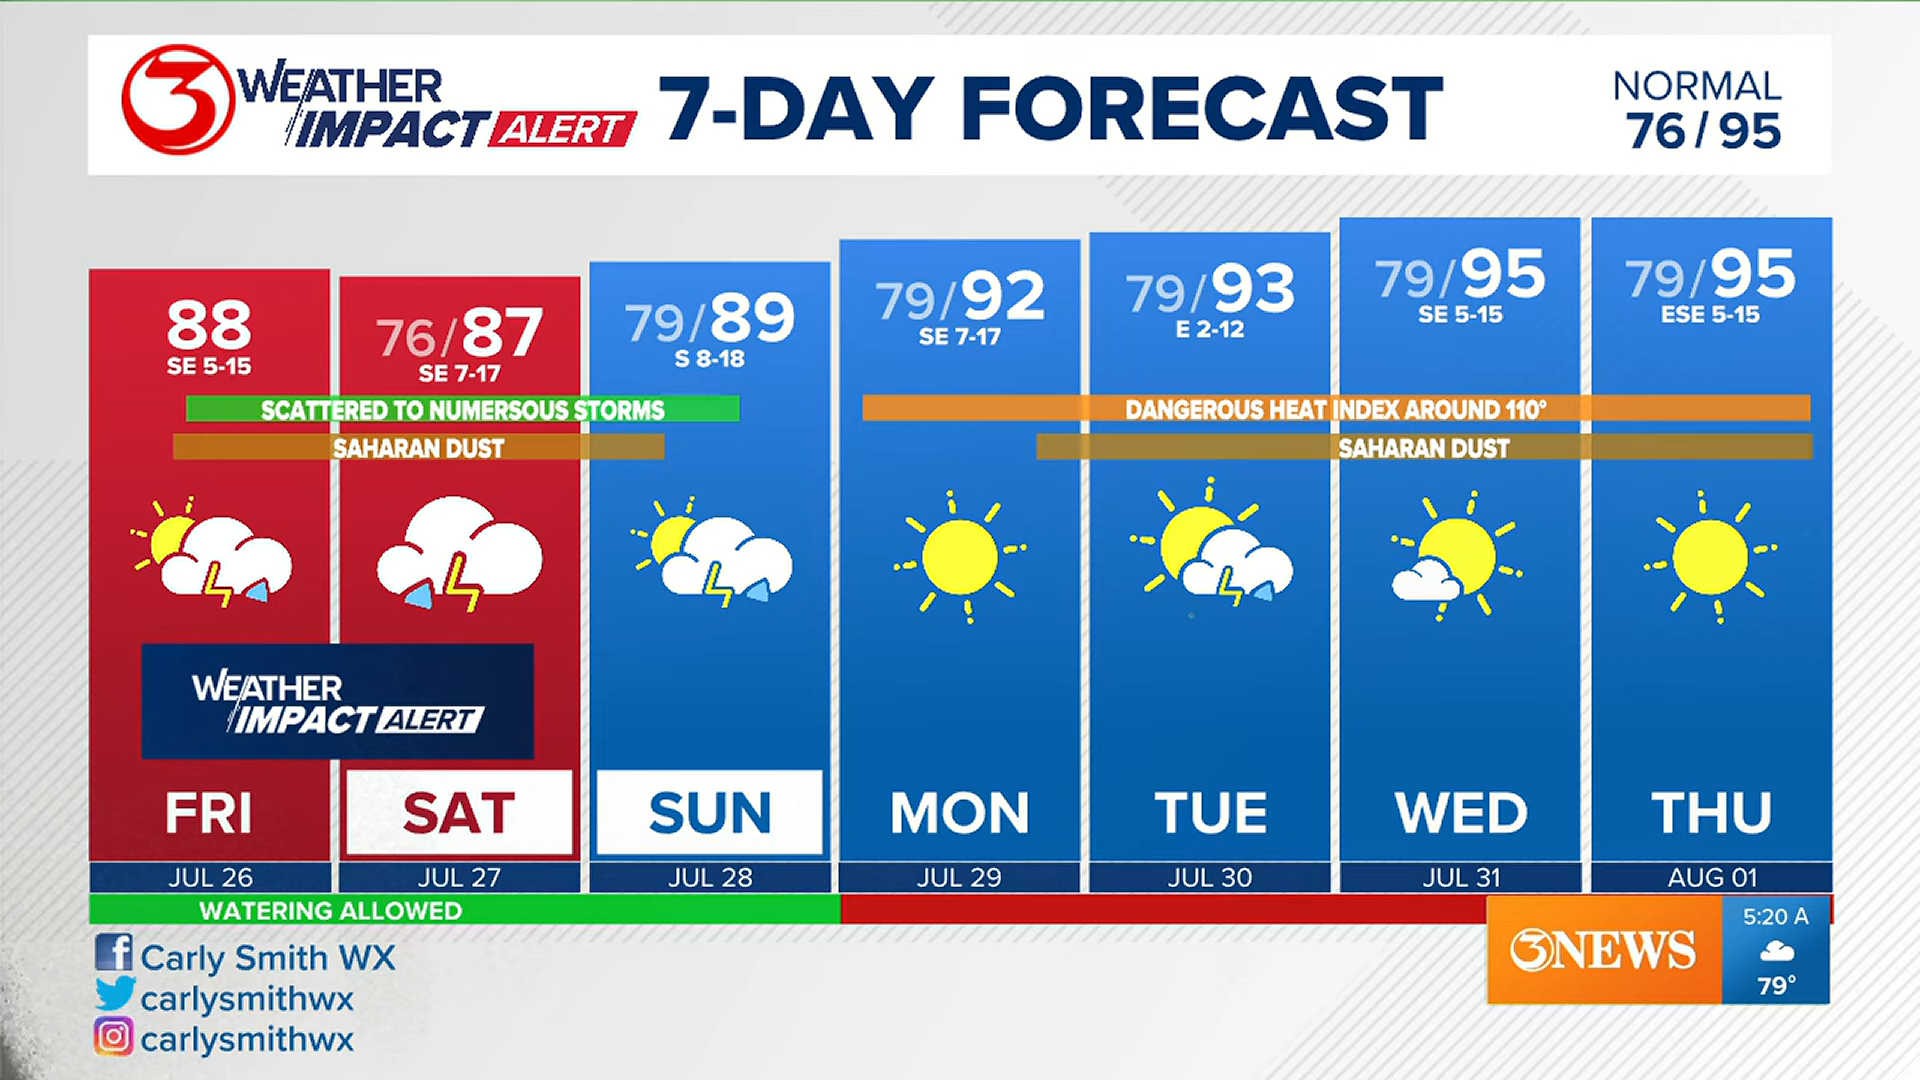 3 WEATHER IMPACT ALERT
7-DAY FORECAST
NORMAL
76/95
88
SE 5-15
76/87
SE 7-17
79/89
S 8-18
79/92
SE 7-17
79/93
E 2-12
79/95
SE 5-15
79/95
ESE 5-15
SCATTERED TO NUMERSOUS STORMS
DANGEROUS HEAT INDEX AROUND 110°
SAHARAN DUST
SAHARAN DUST
WEATHER
IMPACT ALERT
FRI
SAT
SUN
MON
TUE
WED
THU
JUL 26
JUL 27
JUL 28
JUL 29
JUL 30
JUL 31
AUG 01
WATERING ALLOWED
f Carly Smith WX
carlysmithwx
carlysmithwx
3NEWS
5:20 A
79°